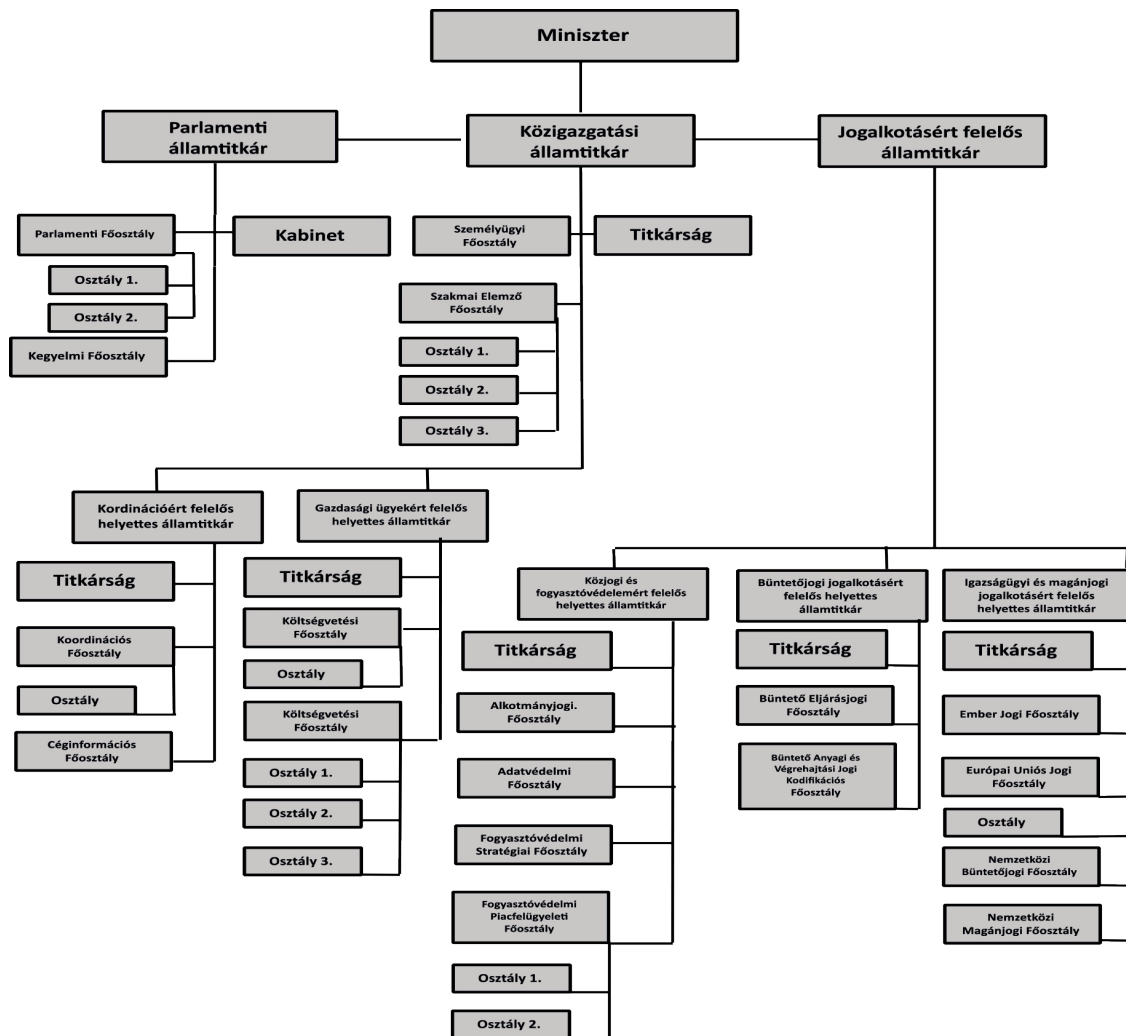 Miniszter
Parlamenti
államtitkár
Közigazgatási
államtitkár
Jogalkotásért felelős
államtitkár
Parlamenti Főosztály
Kabinet
Osztály 1.
Osztály 2.
Kegyelmi Főosztály
Személyügyi
Főosztály
Titkárság
Szakmai Elemző
Főosztály
Osztály 1.
Osztály 2.
Osztály 3.
Kordinációért felelős
helyettes államtitkár
Titkárság
Koordinációs
Főosztály
Osztály
Céginformációs
Főosztály
Gazdasági ügyekért felelős
helyettes államtitkár
Titkárság
Költségvetési
Főosztály
Osztály
Költségvetési
Főosztály
Osztály 1.
Osztály 2.
Osztály 3.
Közjogi és
fogyasztóvédelemért felelős
helyettes államtitkár
Titkárság
Alkotmányjogi.
Főosztály
Adatvédelmi
Főosztály
Fogyasztóvédelmi
Stratégiai Főosztály
Fogyasztóvédelmi
Piacfelügyeleti
Főosztály
Osztály 1.
Osztály 2.
Büntetőjogi jogalkotásért
felelős helyettes
államtitkár
Titkárság
Büntető Eljárásjogi
Főosztály
Büntető Anyagi és
Végrehajtási Jogi
Kodifikációs
Főosztály
Igazságügyi és magánjogi
jogalkotásért felelős
helyettes államtitkár
Titkárság
Ember Jogi Főosztály
Európai Uniós Jogi
Főosztály
Osztály
Nemzetközi
Büntetőjogi Főosztály
Nemzetközi
Magánjogi Főosztály